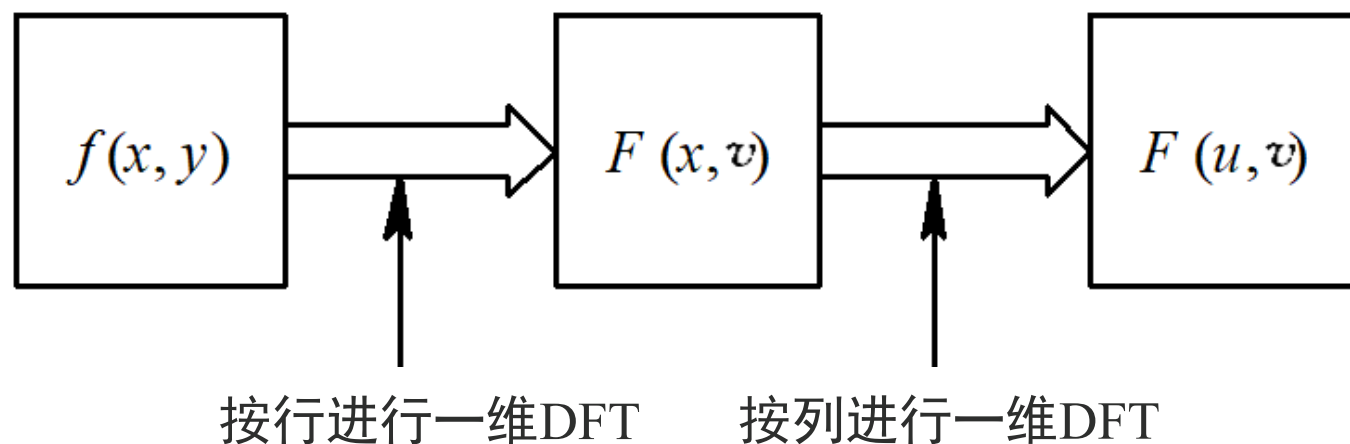 f(x, y)
F (x, v)
F (u, v)
按行进行一维DFT
按列进行一维DFT